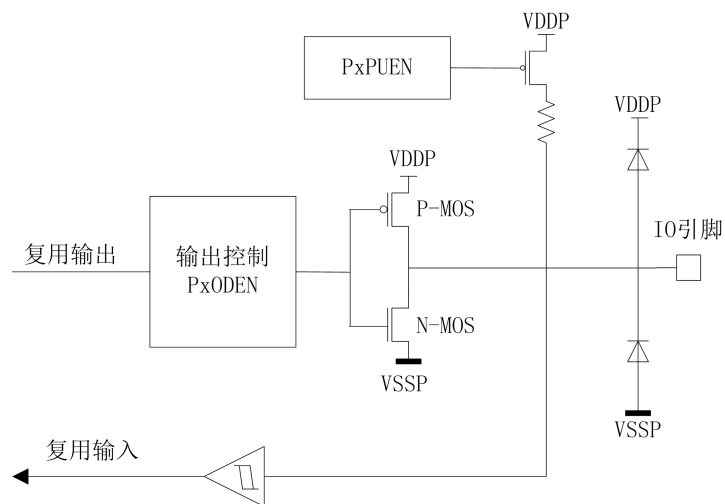 VDDP
PxPUEN
VDDP
VDDP
P-MOS
IO引脚
复用输出
输出控制
PxODEN
N-MOS
VSSP
VSSP
复用输入